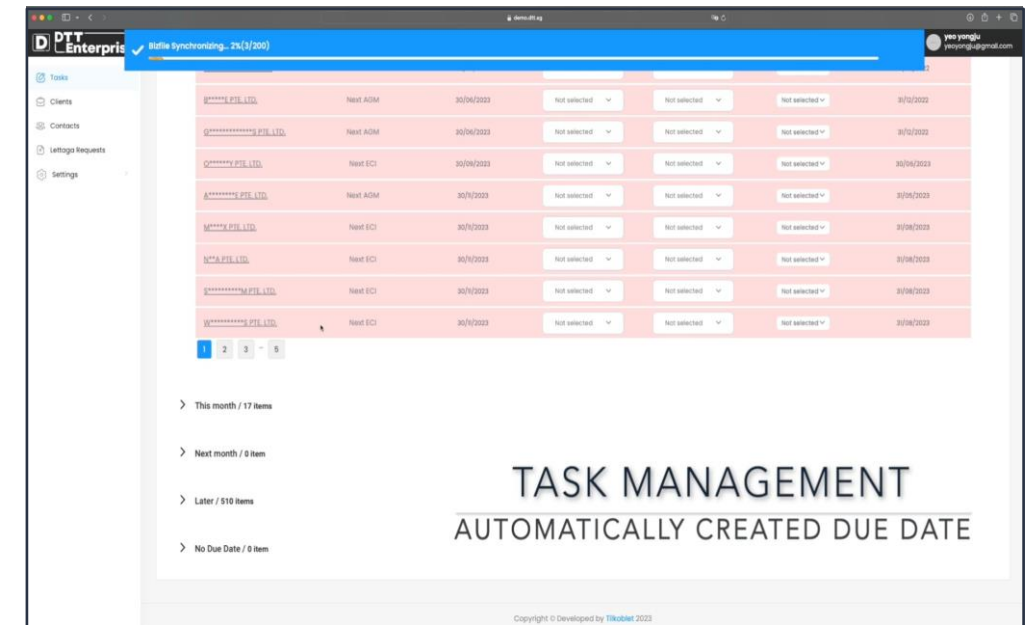 demo.dtt.sg
DTT
Enterpris
Bizfile Synchronizing... 2%(3/200)
yeo yongju
yeoyongju@gmail.com
Tasks
Clients
Contacts
Lettago Requests
Settings
B*****E PTE. LTD. Next AGM 30/06/2023 Not selected Not selected Not selected 31/12/2022
G*************S PTE. LTD. Next AGM 30/06/2023 Not selected Not selected Not selected 31/12/2022
O******Y PTE. LTD. Next ECI 30/09/2023 Not selected Not selected Not selected 30/06/2023
A********E PTE. LTD. Next AGM 30/11/2023 Not selected Not selected Not selected 31/05/2023
M****X PTE. LTD. Next ECI 30/11/2023 Not selected Not selected Not selected 31/08/2023
N**A PTE. LTD. Next ECI 30/11/2023 Not selected Not selected Not selected 31/08/2023
S**********M PTE. LTD. Next ECI 30/11/2023 Not selected Not selected Not selected 31/08/2023
W**********S PTE. LTD. Next ECI 30/11/2023 Not selected Not selected Not selected 31/08/2023
1 2 3 ··· 5
This month / 17 items
Next month / 0 item
Later / 510 items
No Due Date / 0 item
TASK MANAGEMENT
AUTOMATICALLY CREATED DUE DATE
Copyright © Developed by Tilkoblet 2023